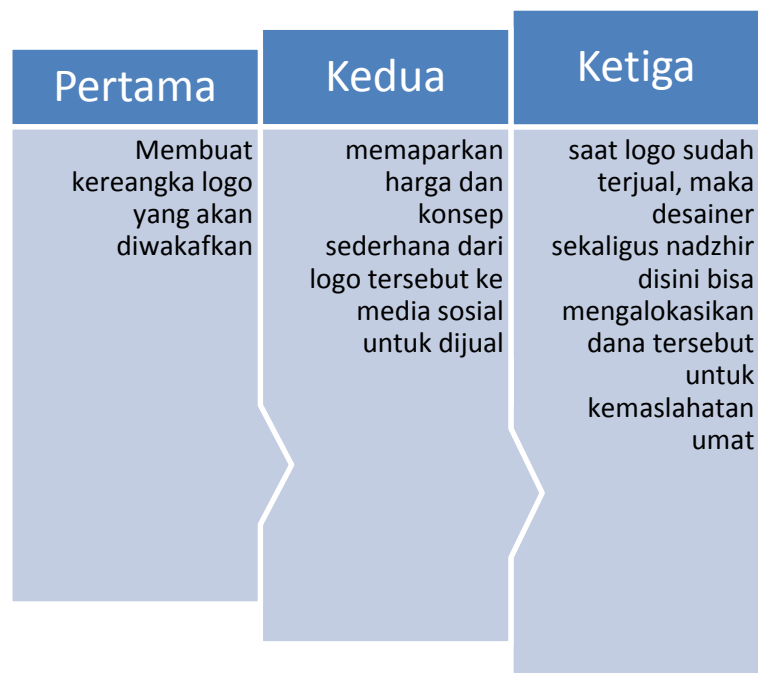 Pertama
Membuat
kereangka logo
yang akan
diwakafkan
Kedua
memaparkan
harga dan
konsep
sederhana dari
logo tersebut ke
media sosial
untuk dijual
Ketiga
saat logo sudah
terjual, maka
desainer
sekaligus nadzhir
disini bisa
mengalokasikan
dana tersebut
untuk
kemaslahatan
umat